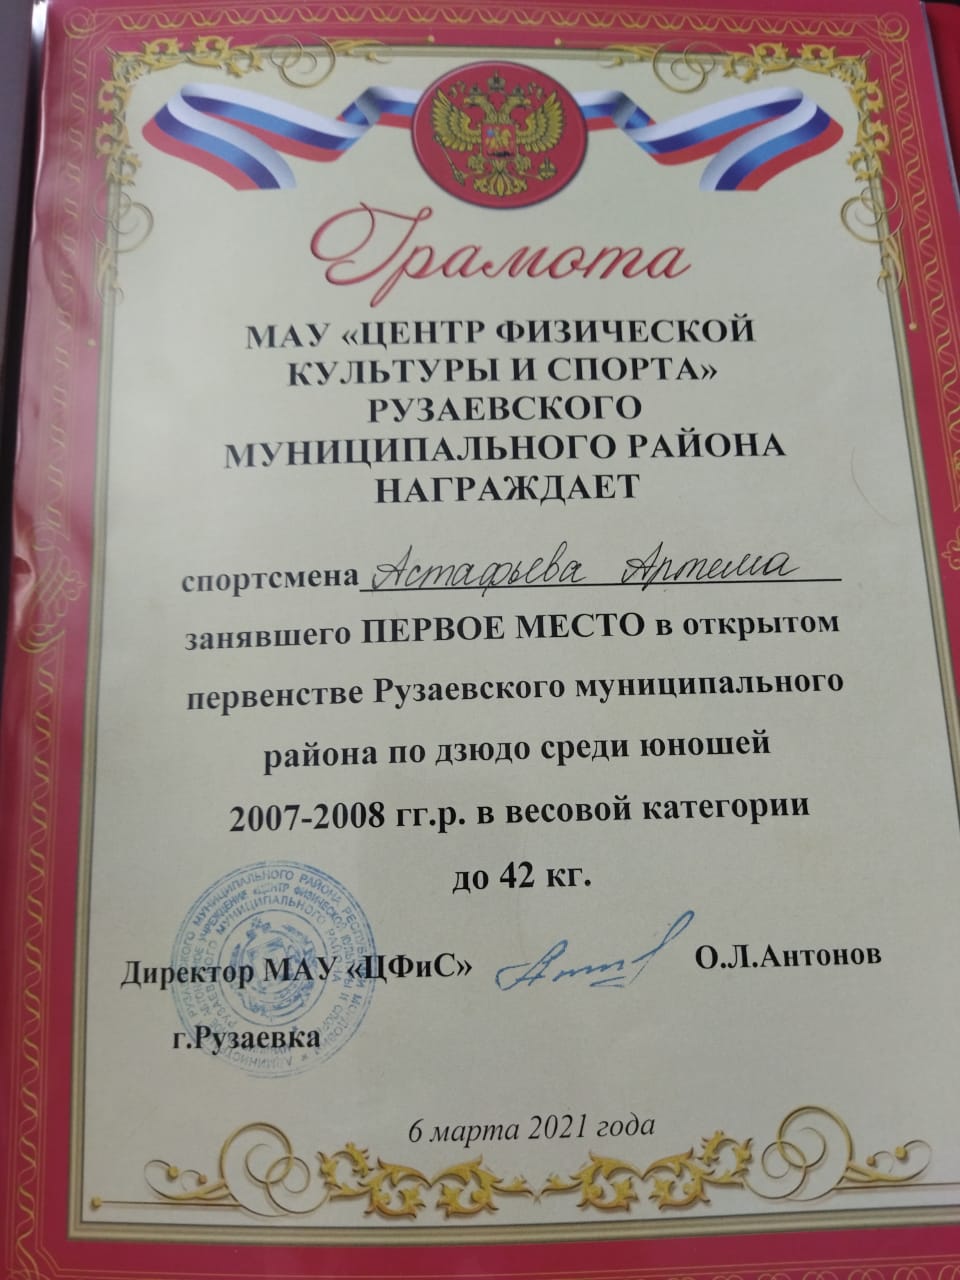 Грамота
МАУ «ЦЕНТР ФИЗИЧЕСКОЙ
КУЛЬТУРЫ И СПОРТА»
РУЗАЕВСКОГО
МУНИЦИПАЛЬНОГО РАЙОНА
НАГРАЖДАЕТ
спортсмена Астафьева Артема
занявшего ПЕРВОЕ МЕСТО в открытом
первенстве Рузаевского муниципального
района по дзюдо среди юношей
2007-2008 гг.р. в весовой категории
до 42 кг.
Директор МАУ «ЦФиС» О.Л.Антонов
г.Рузаевка
6 марта 2021 года